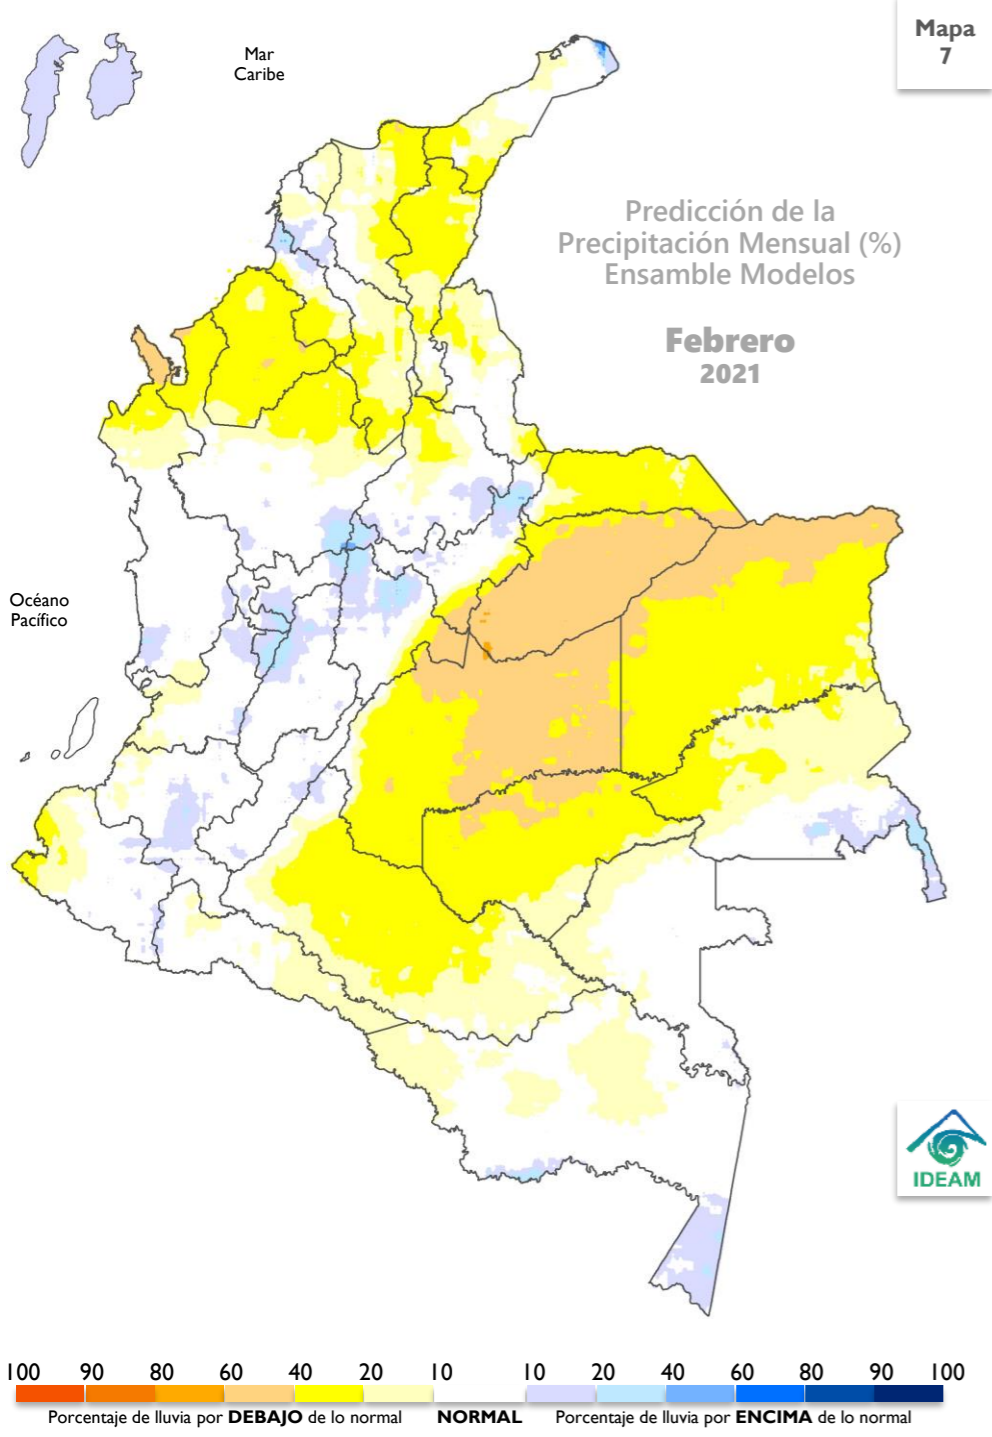 Mapa
7
Mar
Caribe
Predicción de la
Precipitación Mensual (%)
Ensamble Modelos
Febrero
2021
Océano
Pacífico
IDEAM
100 90 80 60 40 20 10 10 20 40 60 80 90 100
Porcentaje de lluvia por DEBAJO de lo normal NORMAL Porcentaje de lluvia por ENCIMA de lo normal